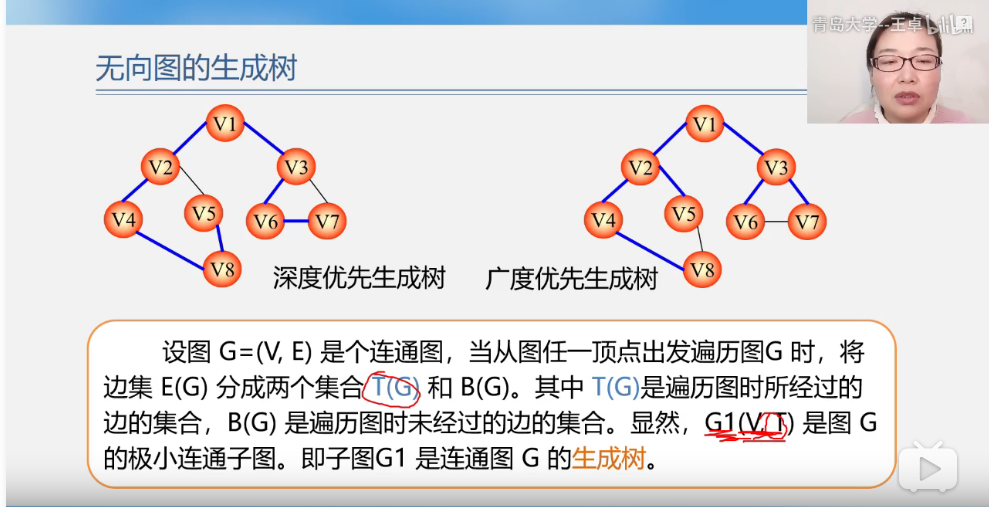 青岛大学--王卓
bilibili
无向图的生成树
V1
V2
V3
V4
V5
V6
V7
V8
深度优先生成树
V1
V2
V3
V4
V5
V6
V7
V8
广度优先生成树
设图 G=(V, E) 是个连通图，当从图任一顶点出发遍历图G 时，将
边集 E(G) 分成两个集合 T(G) 和 B(G)。其中 T(G)是遍历图时所经过的
边的集合，B(G) 是遍历图时未经过的边的集合。显然，G1(V, T) 是图 G
的极小连通子图。即子图G1 是连通图 G 的生成树。